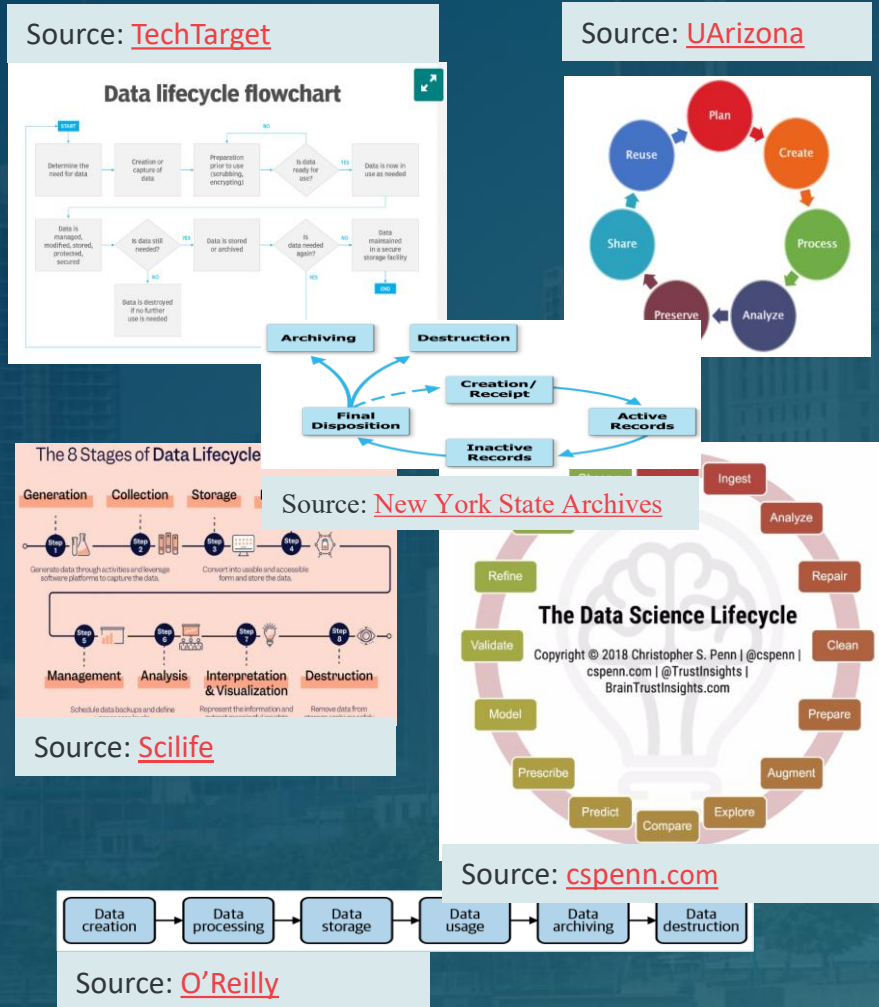 Source: TechTarget
Data lifecycle flowchart
START
NO
Determine the
need for data
Creation or
capture of
data
Preparation
prior to use
(scrubbing,
encrypting)
Is data
ready for
use?
YES
Data is now in
use as needed
Data is
managed,
modified, stored,
protected,
secured
Is data still
needed?
YES
Data is stored
or archived
Is
data needed
again?
NO
Data
maintained
in a secure
storage facility
NO
YES
END
Data is destroyed
if no further
use is needed
Source: UArizona
Plan
Create
Process
Analyze
Preserve
Share
Reuse
Archiving
Destruction
Creation/
Receipt
Final
Disposition
Active
Records
Inactive
Records
Source: New York State Archives
The 8 Stages of Data Lifecycle
Generation
Collection
Storage
Step
1
Step
2
Step
3
Step
4
Generate data through activities and leverage
software platforms to capture the data.
Convert into usable and accessible
form and store the data.
Step
5
Step
6
Step
7
Step
8
Management
Analysis
Interpretation
& Visualization
Destruction
Schedule data backups and define
Represent the information and
Remove data from
Source: Scilife
Ingest
Analyze
Repair
Clean
Prepare
Augment
Explore
Compare
Predict
Prescribe
Model
Validate
Refine
The Data Science Lifecycle
Copyright © 2018 Christopher S. Penn | @cspenn |
cspenn.com | @TrustInsights |
BrainTrustInsights.com
Source: cspenn.com
Data
creation
Data
processing
Data
storage
Data
usage
Data
archiving
Data
destruction
Source: O’Reilly